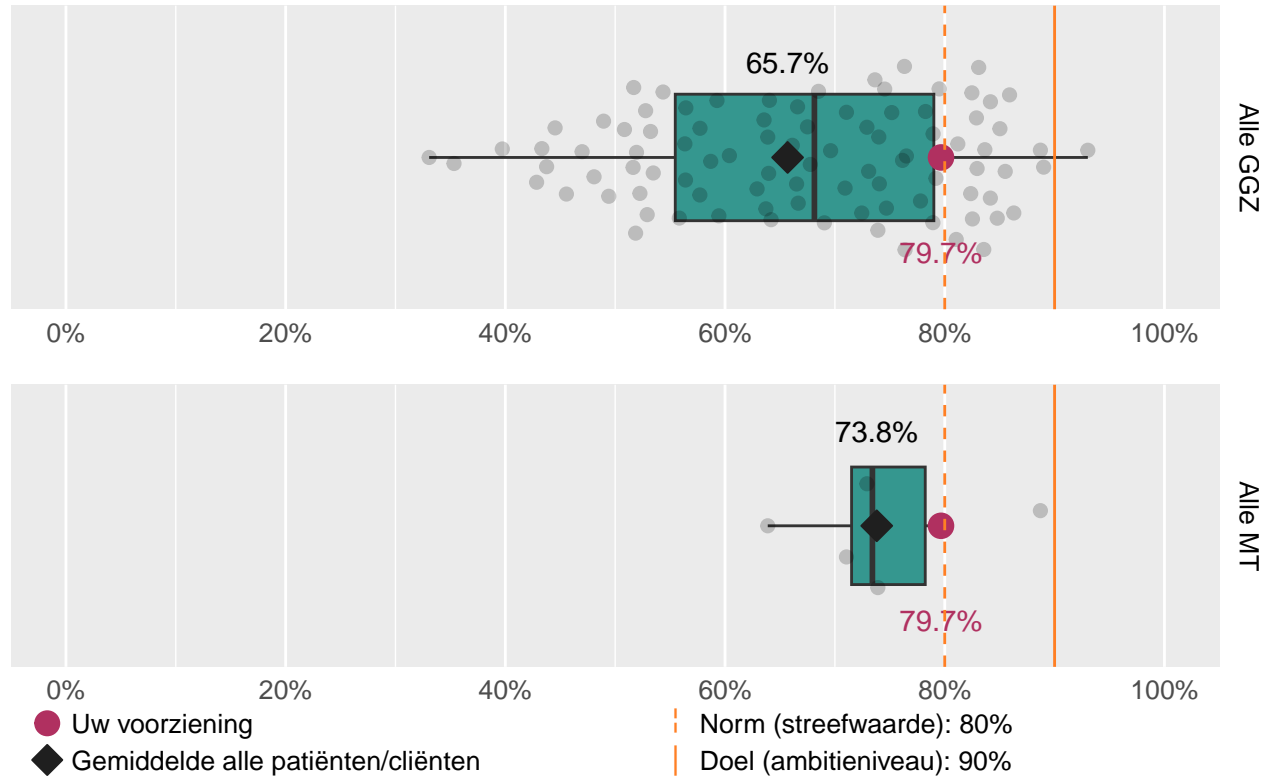 65.7%
79.7%
Alle GGZ
0% 20% 40% 60% 80% 100%
73.8%
79.7%
Alle MT
0% 20% 40% 60% 80% 100%
Uw voorziening
Gemiddelde alle patiënten/cliënten
Norm (streefwaarde): 80%
Doel (ambitieniveau): 90%